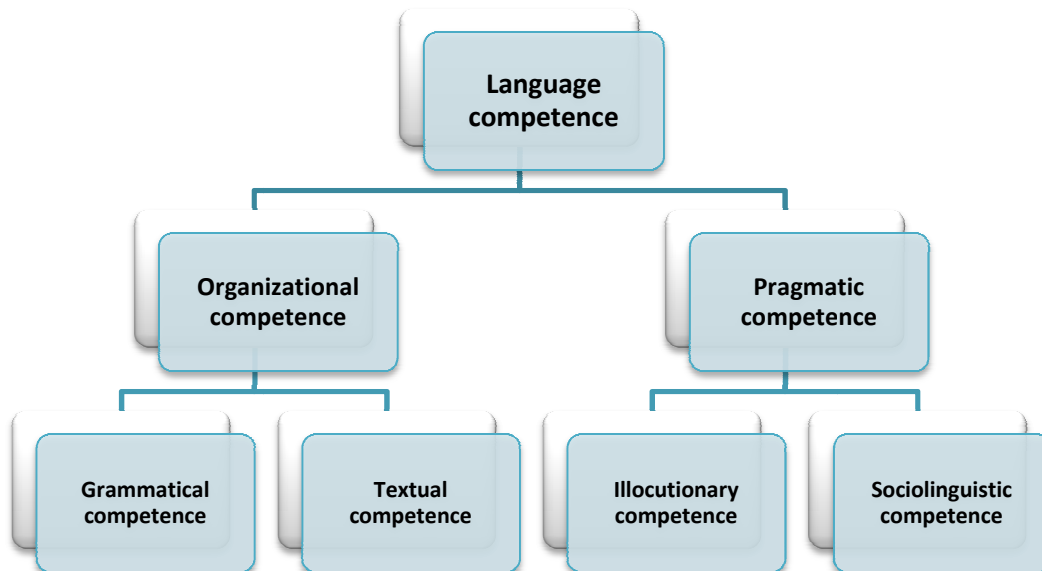 Language
competence
Organizational
competence
Pragmatic
competence
Grammatical
competence
Textual
competence
Illocutionary
competence
Sociolinguistic
competence